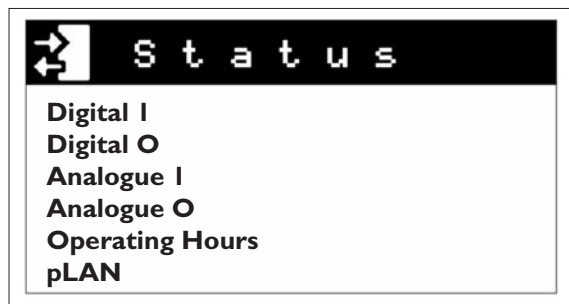 Status
Digital I
Digital O
Analogue I
Analogue O
Operating Hours
pLAN